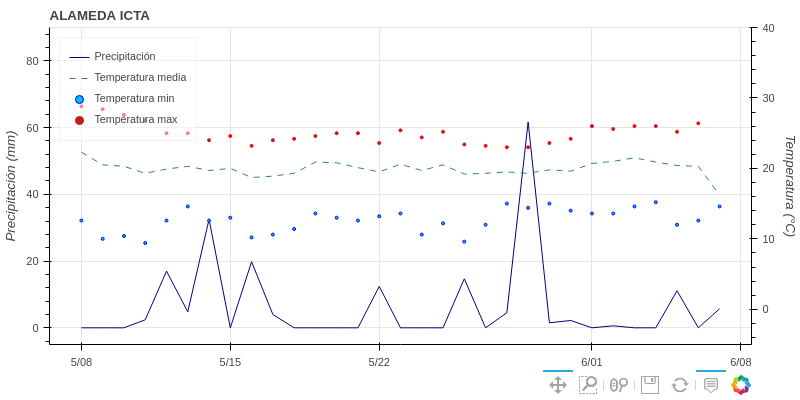 ALAMEDA ICTA
Precipitación
Temperatura media
Temperatura min
Temperatura max
Precipitación (mm)
80
60
40
20
0
Temperatura (°C)
40
30
20
10
0
5/08
5/15
5/22
6/01
6/08